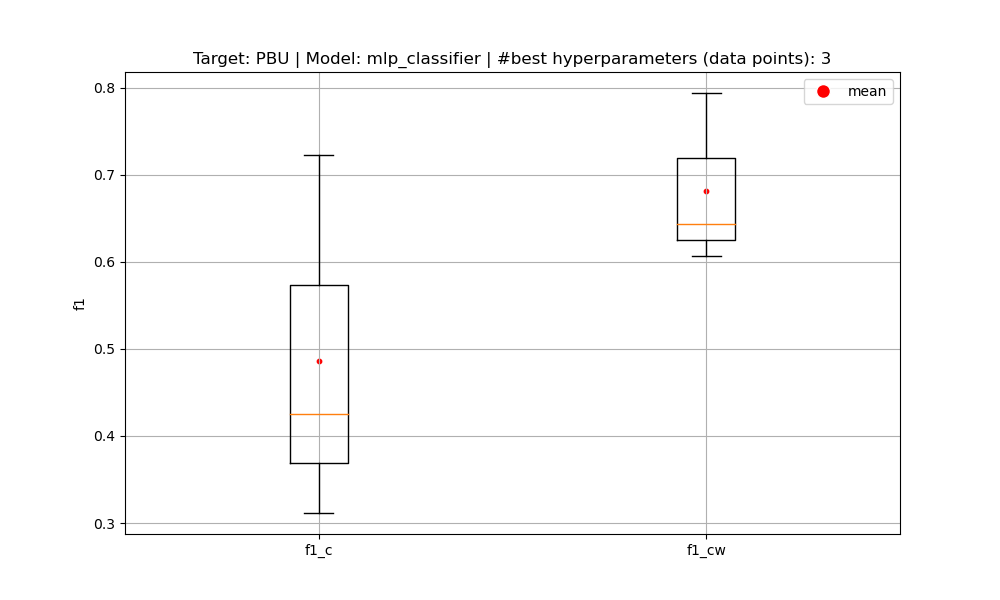 Target: PBU | Model: mlp_classifier | #best hyperparameters (data points): 3
mean
0.8
0.7
0.6
0.5
0.4
0.3
f1
f1_c
f1_cw